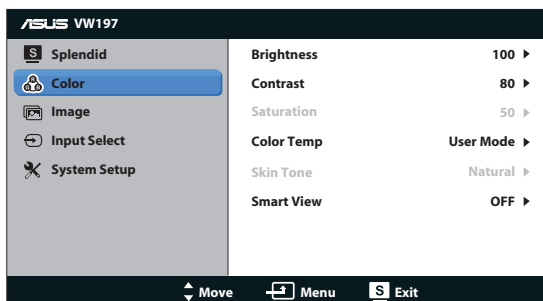 ASUS VW197
S Splendid
Color
Image
Input Select
System Setup
Brightness 100
Contrast 80
Saturation 50
Color Temp User Mode
Skin Tone Natural
Smart View OFF
Move Menu S Exit